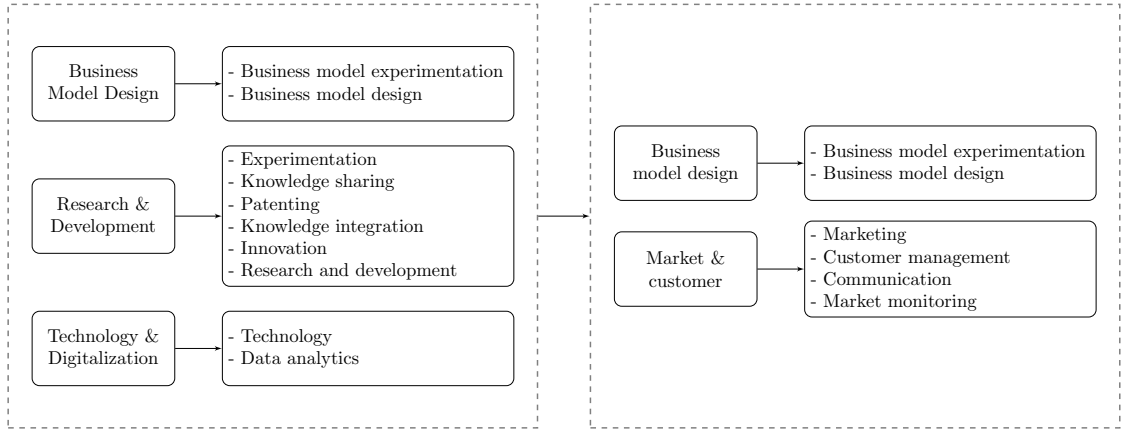 Business
Model Design
- Business model experimentation
- Business model design
Research &
Development
- Experimentation
- Knowledge sharing
- Patenting
- Knowledge integration
- Innovation
- Research and development
Technology &
Digitalization
- Technology
- Data analytics
Business
model design
- Business model experimentation
- Business model design
Market &
customer
- Marketing
- Customer management
- Communication
- Market monitoring